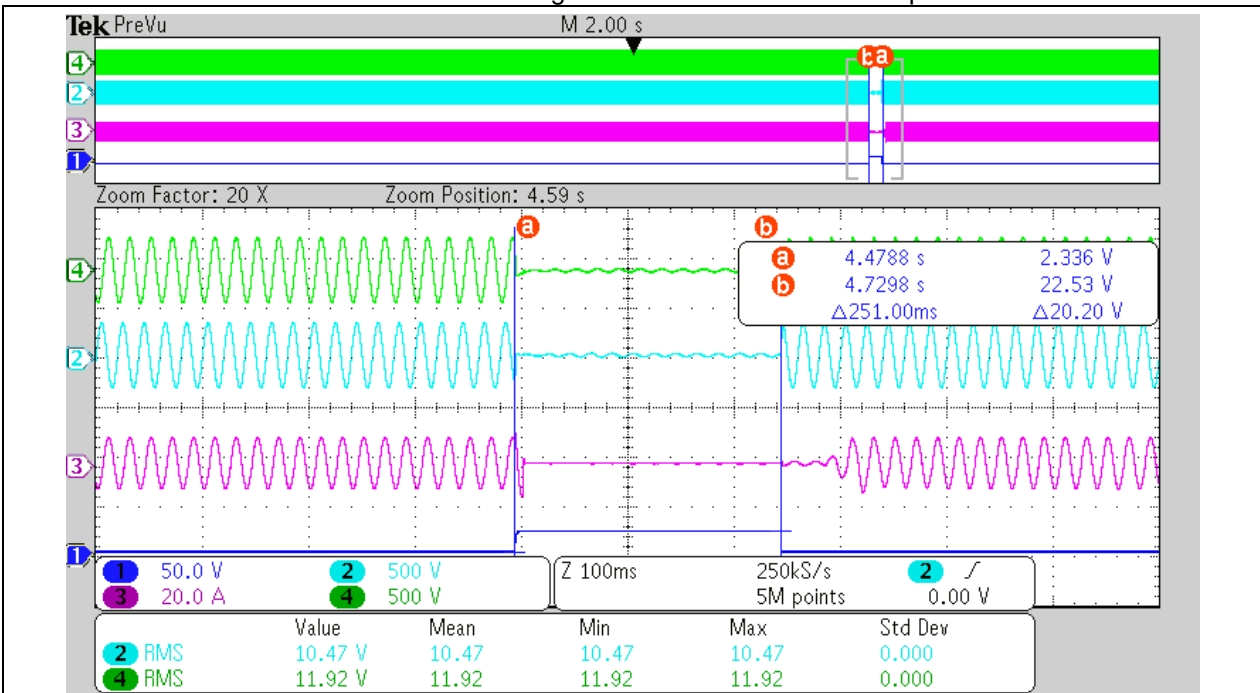 Tek PreVu M 2.00 s
4
2
3
1
b a
Zoom Factor: 20 X Zoom Position: 4.59 s
a
b
a 4.4788 s 2.336 V
b 4.7298 s 22.53 V
△251.00ms △20.20 V
4
2
3
1
1 50.0 V 2 500 V
3 20.0 A 4 500 V
Z 100ms 250kS/s 2
5M points 0.00 V
Value Mean Min Max Std Dev
2 RMS 10.47 V 10.47 10.47 10.47 0.000
4 RMS 11.92 V 11.92 11.92 11.92 0.000